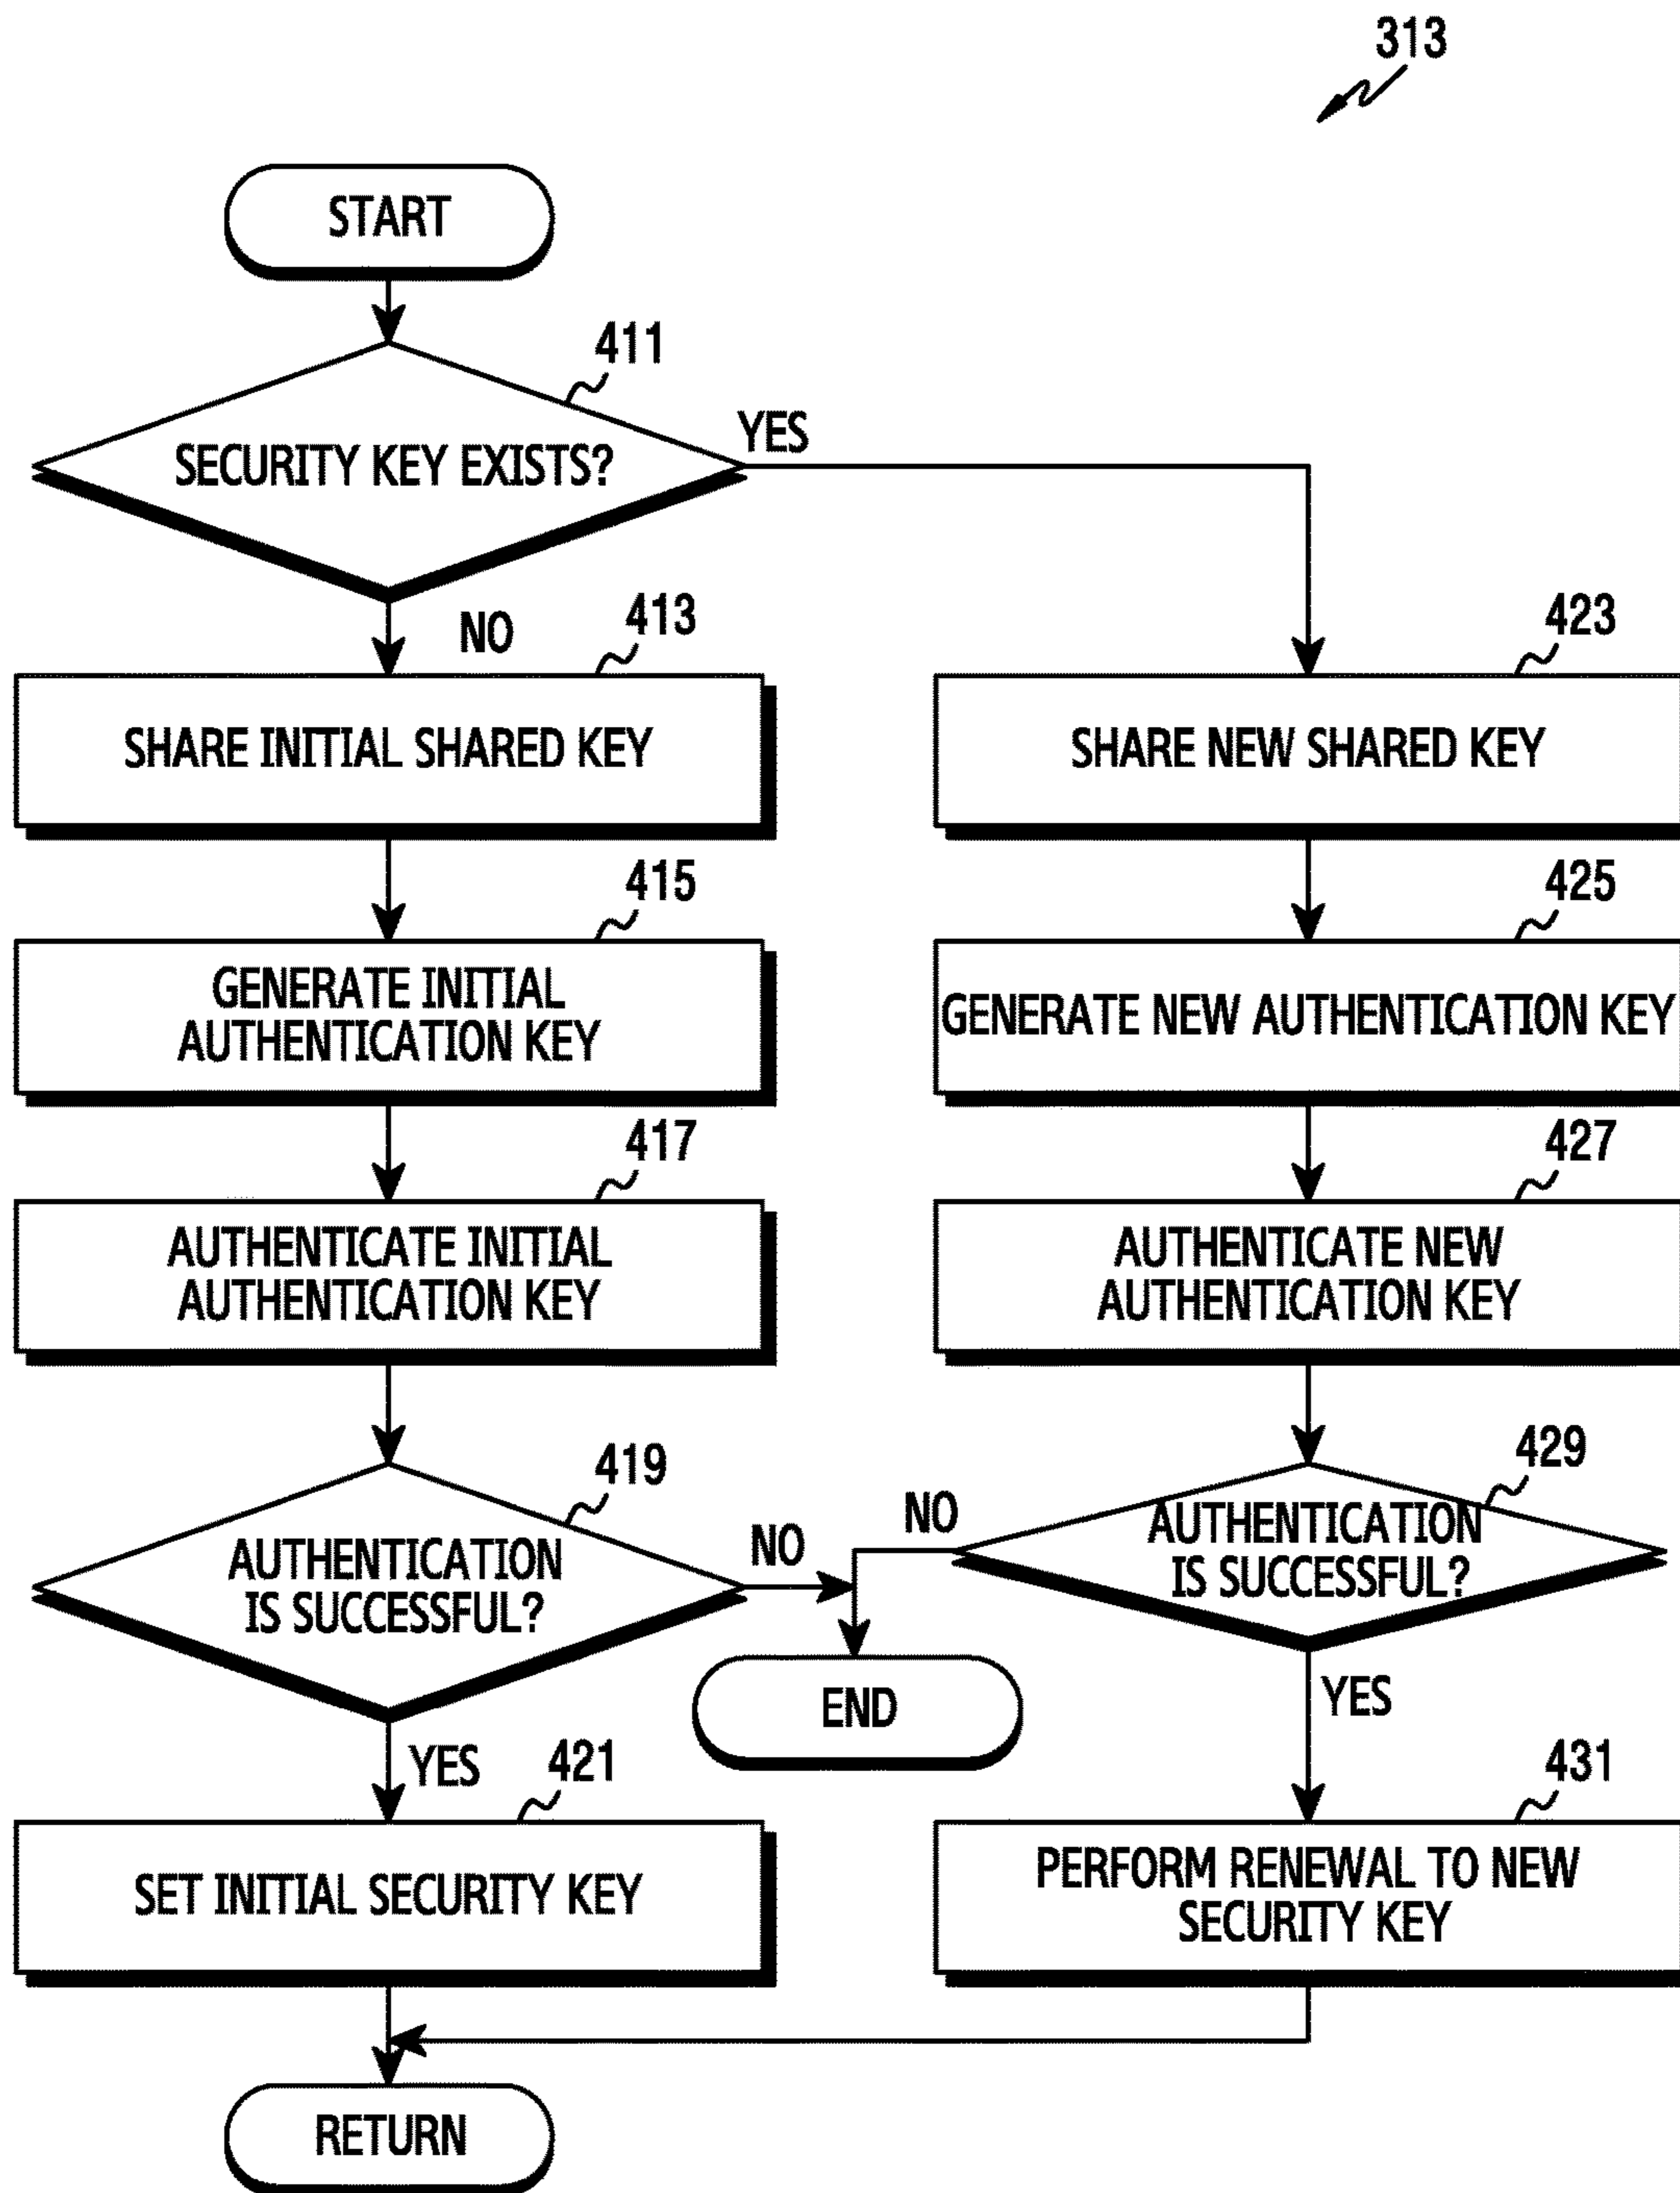 313
START
411
SECURITY KEY EXISTS?
YES
NO
413
423
SHARE INITIAL SHARED KEY
SHARE NEW SHARED KEY
415
425
GENERATE INITIAL
AUTHENTICATION KEY
GENERATE NEW AUTHENTICATION KEY
417
427
AUTHENTICATE INITIAL
AUTHENTICATION KEY
AUTHENTICATE NEW
AUTHENTICATION KEY
419
429
AUTHENTICATION
IS SUCCESSFUL?
NO
NO
AUTHENTICATION
IS SUCCESSFUL?
END
YES
YES
421
431
SET INITIAL SECURITY KEY
PERFORM RENEWAL TO NEW
SECURITY KEY
RETURN